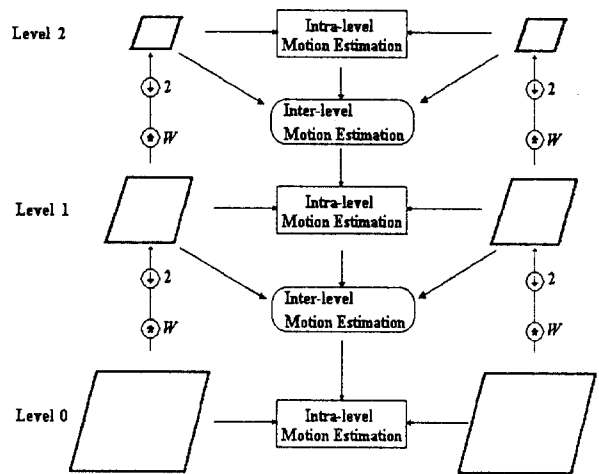 Level 2
Intra-level
Motion Estimation
2
2
Inter-level
Motion Estimation
W
W
Level 1
Intra-level
Motion Estimation
2
2
Inter-level
Motion Estimation
W
W
Level 0
Intra-level
Motion Estimation